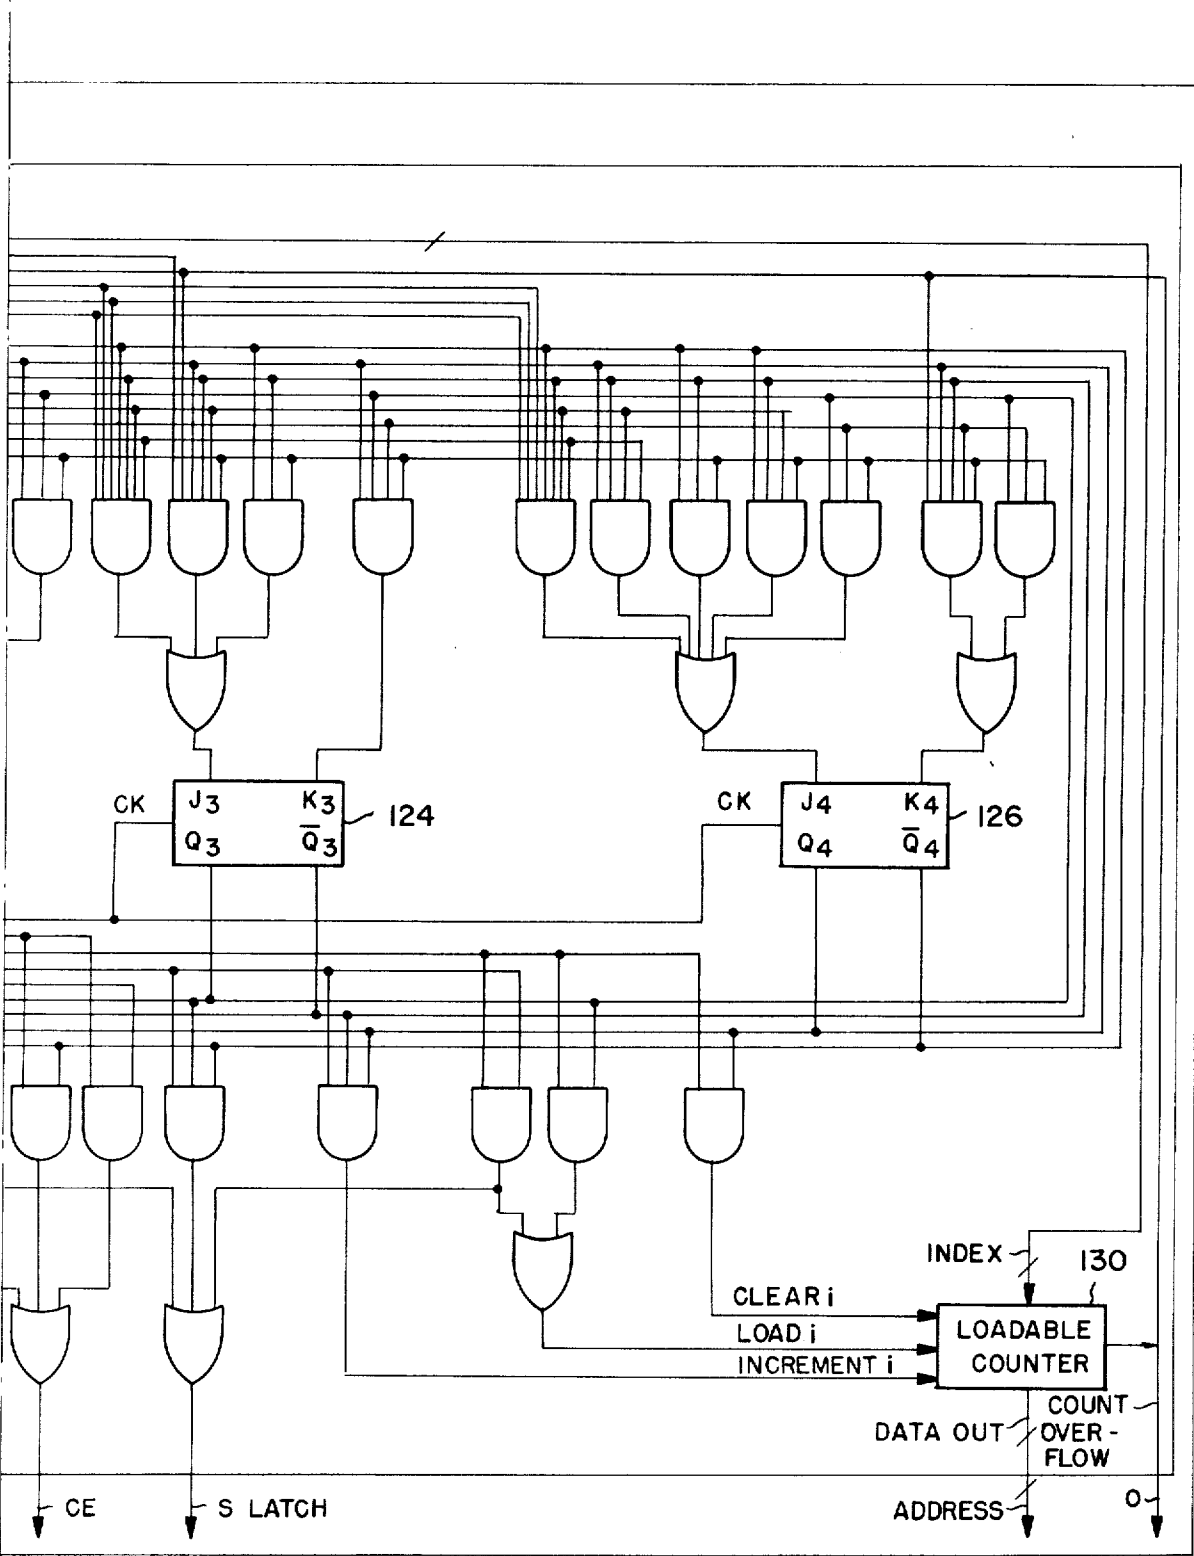 CK
J3 K3
Q3 Q̅3
124
CK
J4 K4
Q4 Q̅4
126
INDEX
130
CLEAR i
LOAD i
INCREMENT i
LOADABLE
COUNTER
COUNT
OVER-
FLOW
DATA OUT
CE
S LATCH
ADDRESS
O